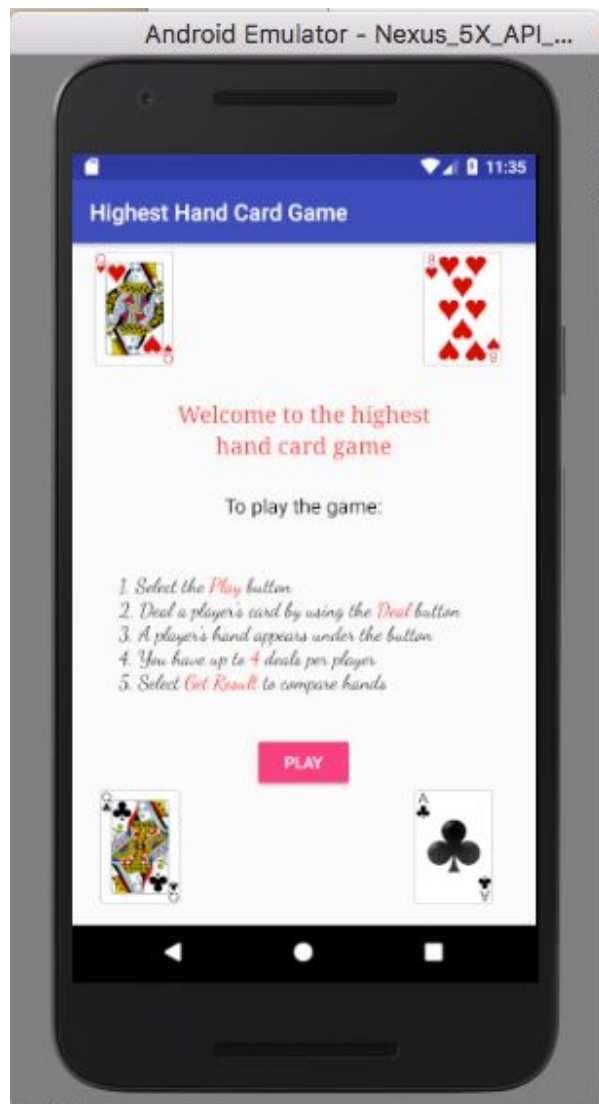 Android Emulator - Nexus_5X_API_...
11:35
Highest Hand Card Game
Q
8
Welcome to the highest
hand card game
To play the game:
1. Select the Play button
2. Deal a player's card by using the Deal button
3. A player's hand appears under the button
4. You have up to 4 deals per player
5. Select Get Result to compare hands
PLAY
Q
A